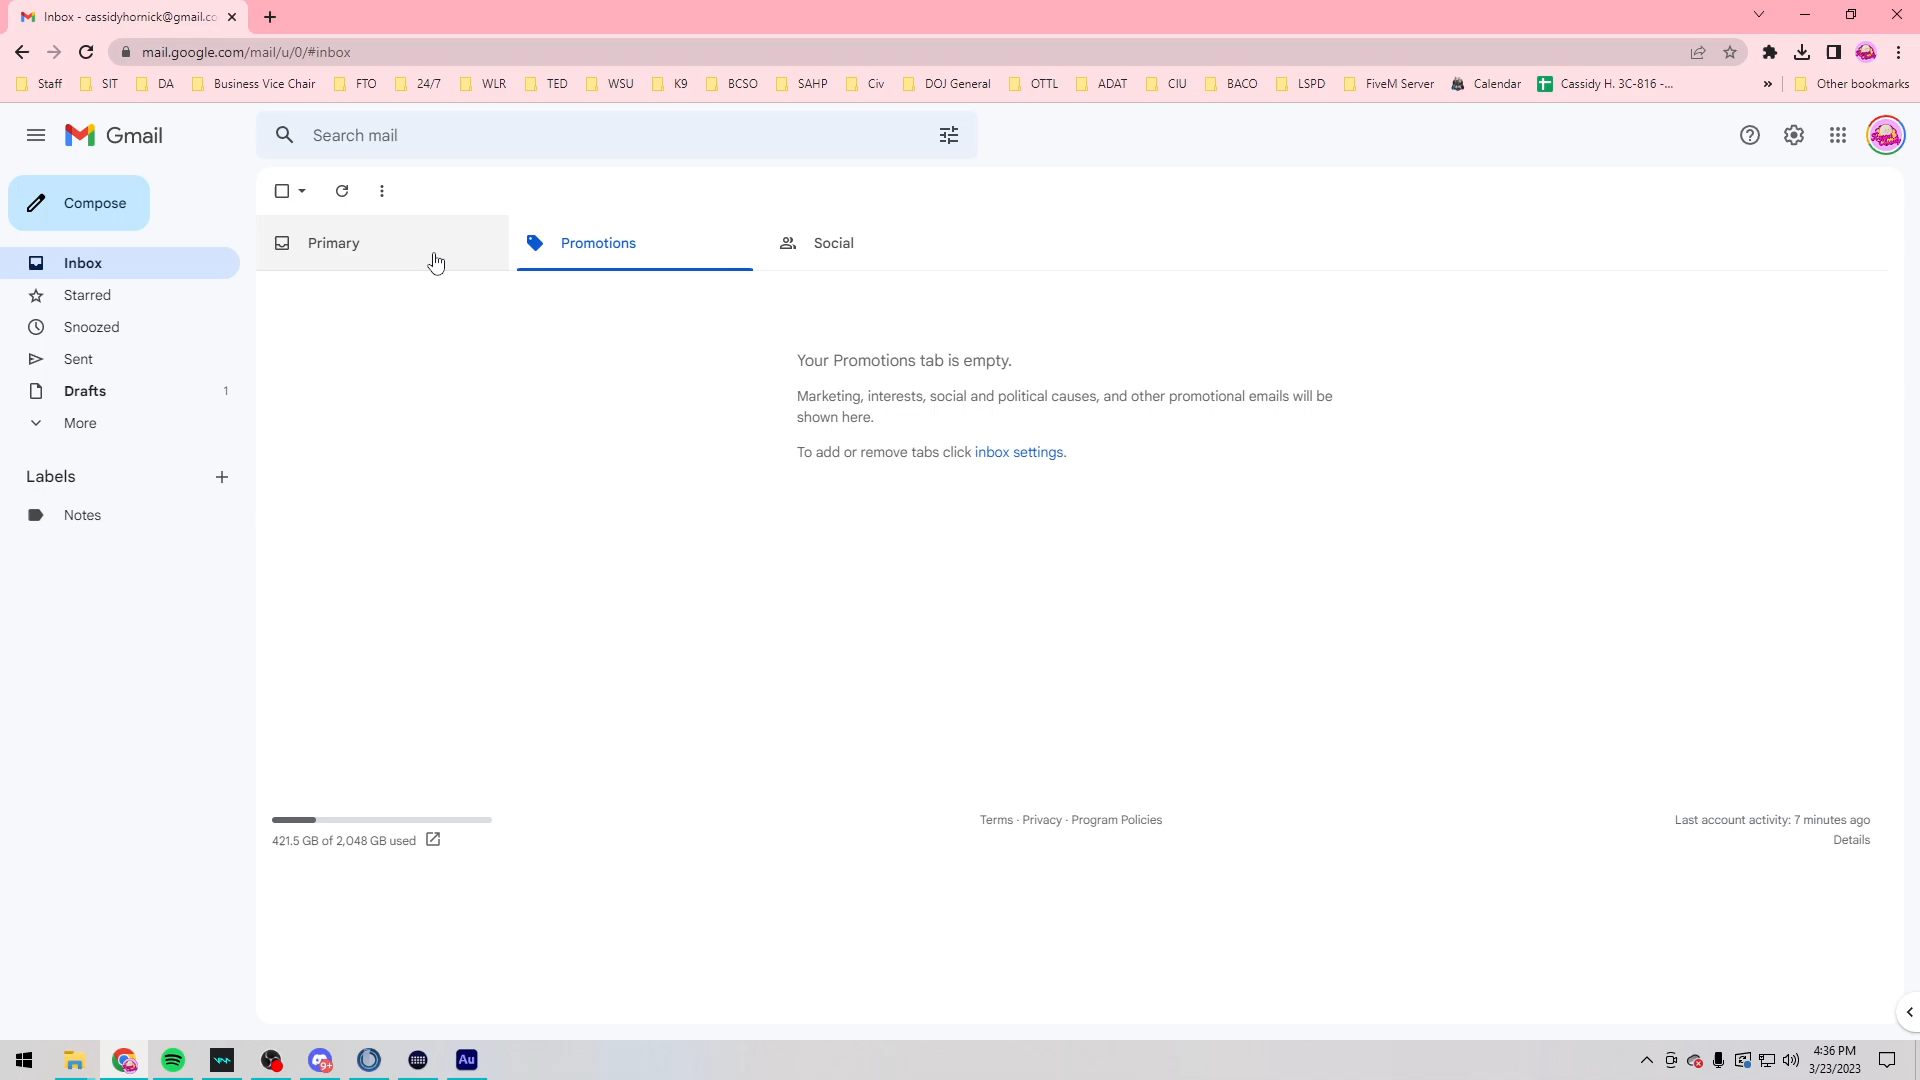 Inbox - cassidyhornick@gmail.co
mail.google.com/mail/u/0/#inbox
Staff SIT DA Business Vice Chair FTO 24/7 WLR TED WSU K9 BCSO SAHP Civ DOJ General OTTL ADAT CIU BACO LSPD FiveM Server Calendar Cassidy H. 3C-816 -... » Other bookmarks
Gmail
Search mail
Compose
Primary Promotions Social
Inbox
Starred
Snoozed
Sent
Drafts 1
More
Labels
Notes
Your Promotions tab is empty.
Marketing, interests, social and political causes, and other promotional emails will be
shown here.
To add or remove tabs click inbox settings.
421.5 GB of 2,048 GB used
Terms · Privacy · Program Policies
Last account activity: 7 minutes ago
Details
9+
Au
4:36 PM
3/23/2023